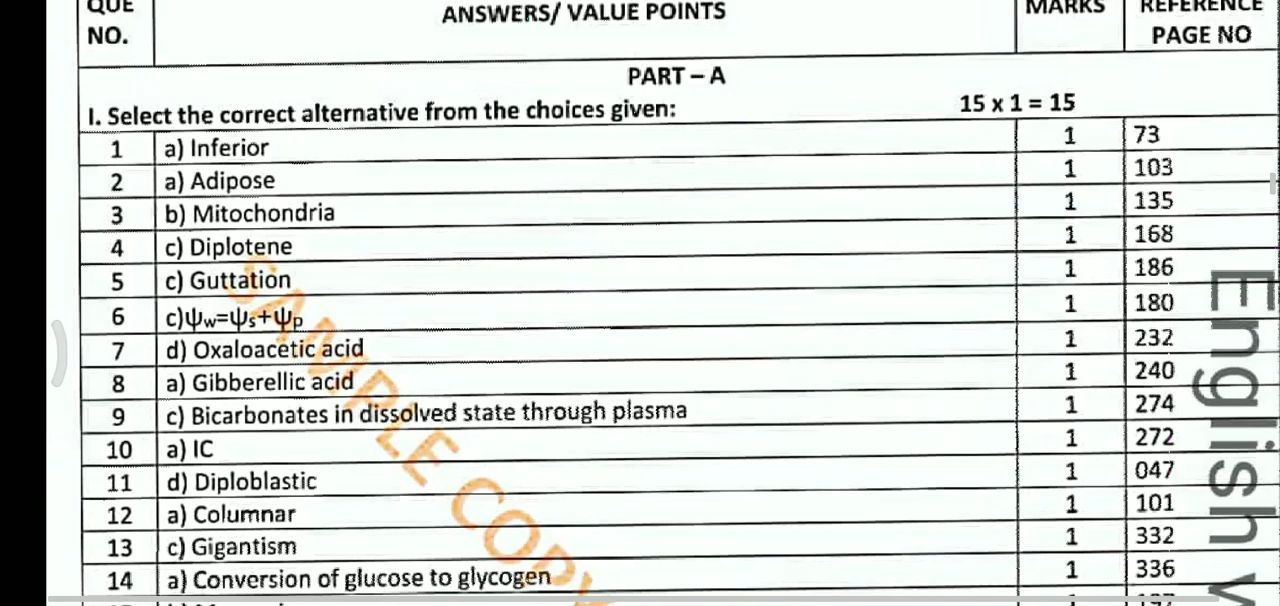 QUE NO. ANSWERS/ VALUE POINTS MARKS REFERENCE PAGE NO
PART – A
I. Select the correct alternative from the choices given: 15 x 1 = 15
1 a) Inferior 1 73
2 a) Adipose 1 103
3 b) Mitochondria 1 135
4 c) Diplotene 1 168
5 c) Guttation 1 186
6 c)Ψw=Ψs+Ψp 1 180
7 d) Oxaloacetic acid 1 232
8 a) Gibberellic acid 1 240
9 c) Bicarbonates in dissolved state through plasma 1 274
10 a) IC 1 272
11 d) Diploblastic 1 047
12 a) Columnar 1 101
13 c) Gigantism 1 332
14 a) Conversion of glucose to glycogen 1 336
SAMPLE COPY
English